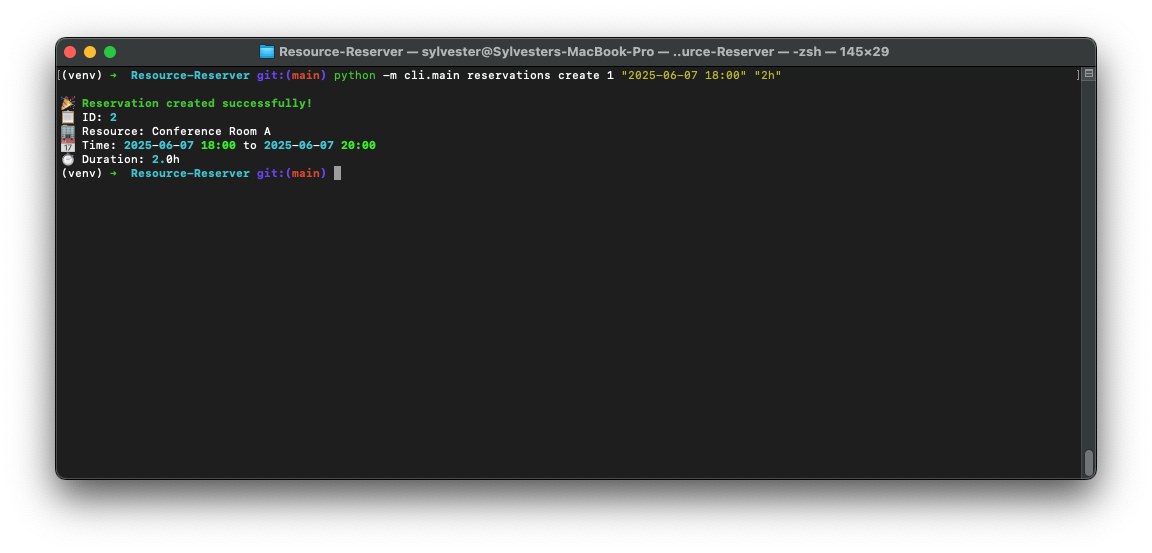 Resource-Reserver — sylvester@Sylvesters-MacBook-Pro — ..urce-Reserver — -zsh — 145×29
[(venv) ➜  Resource-Reserver git:(main) python -m cli.main reservations create 1 "2025-06-07 18:00" "2h" ]
🎉 Reservation created successfully!
📋 ID: 2
🏢 Resource: Conference Room A
📅 Time: 2025-06-07 18:00 to 2025-06-07 20:00
⏱ Duration: 2.0h
(venv) ➜  Resource-Reserver git:(main)